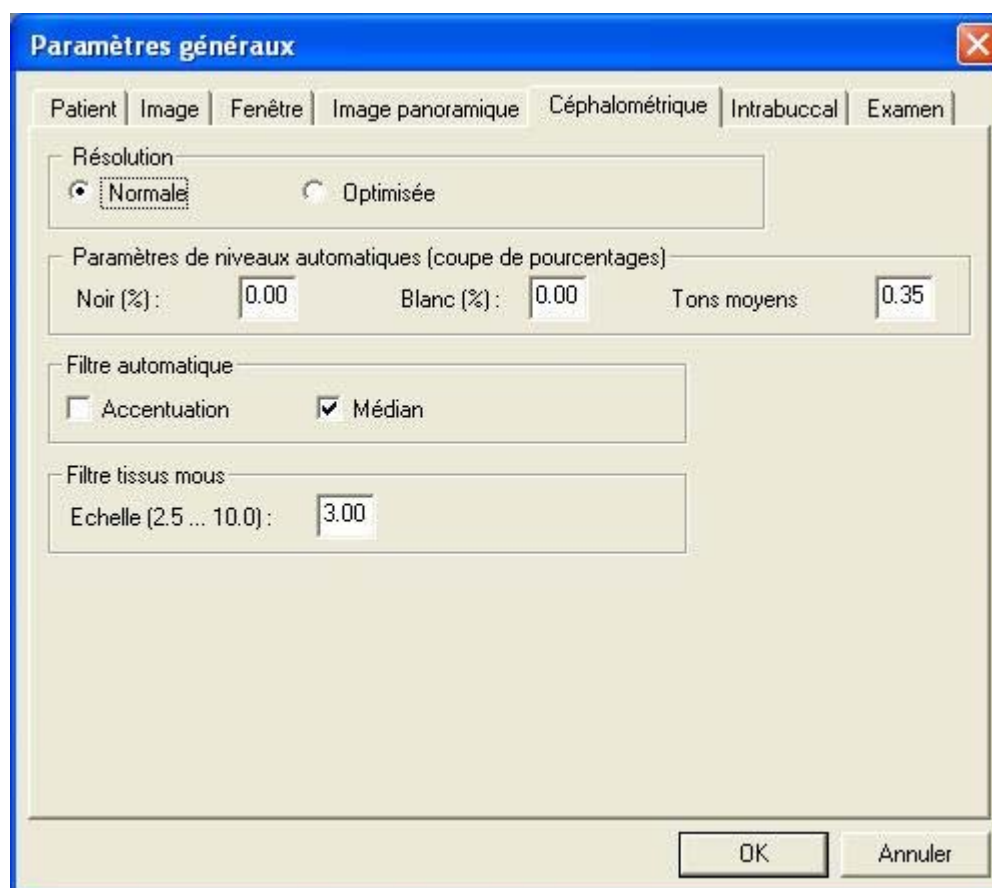 Paramètres généraux
Patient Image Fenêtre Image panoramique Céphalométrique Intrabuccal Examen
Résolution
Normale Optimisée
Paramètres de niveaux automatiques (coupe de pourcentages)
Noir (%) : 0.00 Blanc (%) : 0.00 Tons moyens 0.35
Filtre automatique
Accentuation Médian
Filtre tissus mous
Echelle (2.5 ... 10.0) : 3.00
OK Annuler